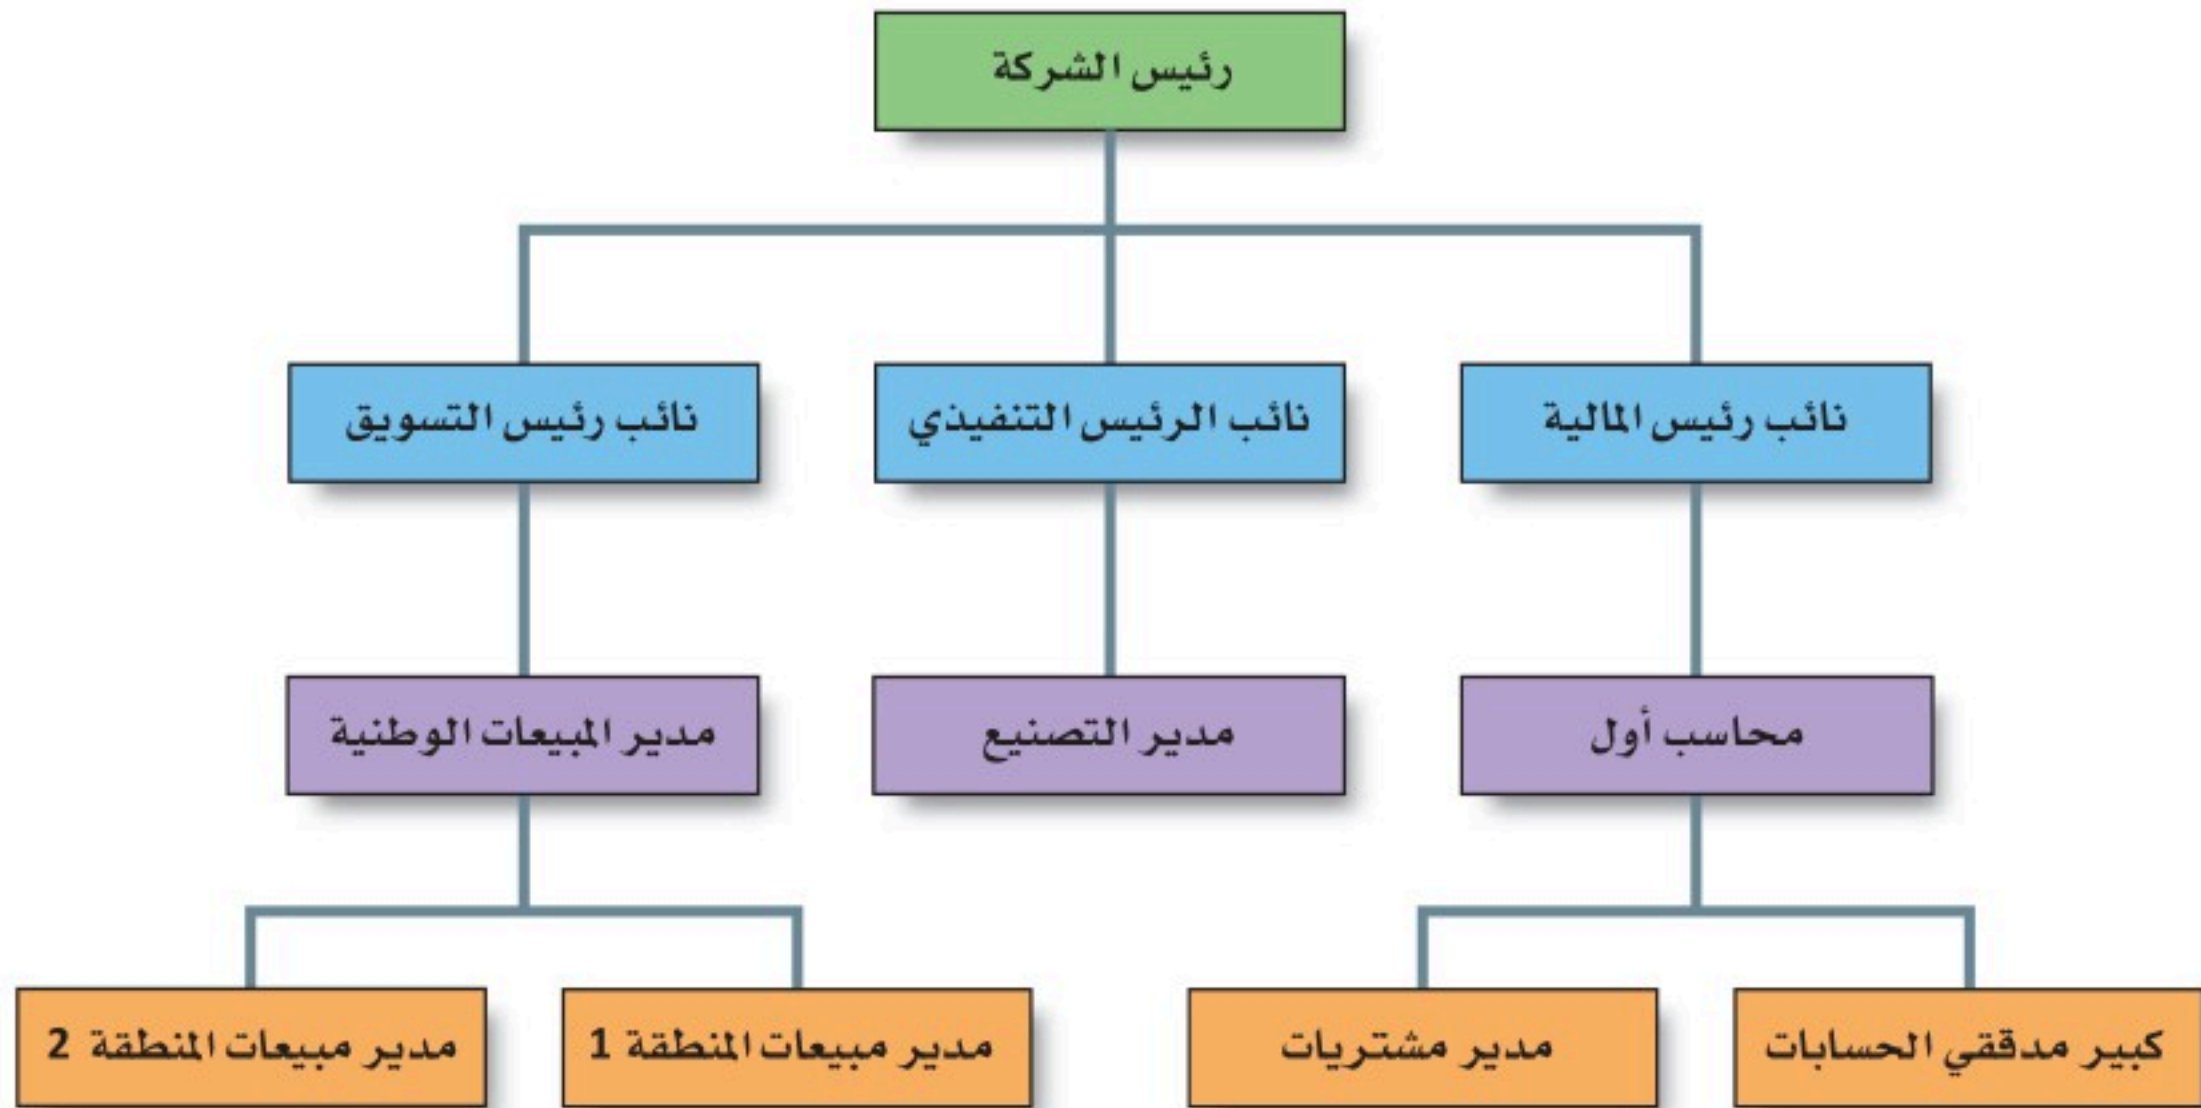 رئيس الشركة
نائب رئيس المالية
نائب الرئيس التنفيذي
نائب رئيس التسويق
محاسب أول
مدير التصنيع
مدير المبيعات الوطنية
كبير مدققي الحسابات
مدير مشتريات
مدير مبيعات المنطقة 1
مدير مبيعات المنطقة 2